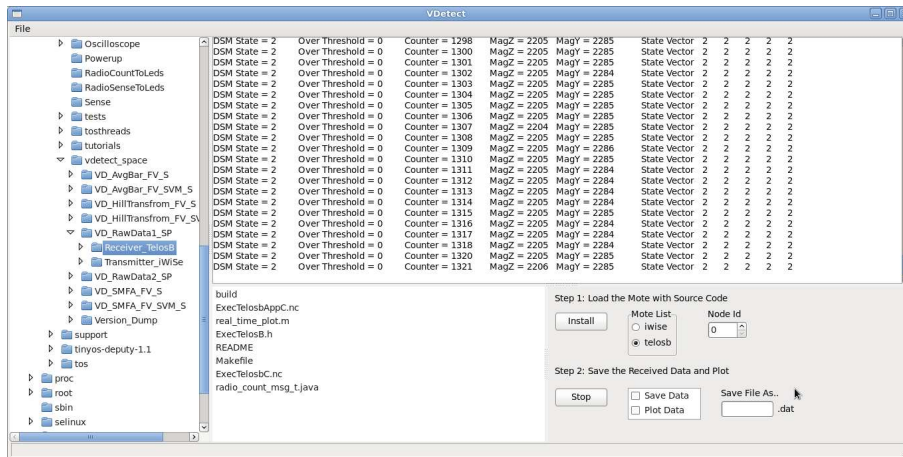 VDetect
File
Oscilloscope
Powerup
RadioCountToLeds
RadioSenseToLeds
Sense
tests
tosthreads
tutorials
vdetect_space
VD_AvgBar_FV_S
VD_AvgBar_FV_SVM_S
VD_HillTransfrom_FV_S
VD_HillTransfrom_FV_SV
VD_RawData1_SP
Receiver_TelosB
Transmitter_iWiSe
VD_RawData2_SP
VD_SMFA_FV_S
VD_SMFA_FV_SVM_S
Version_Dump
support
tinyos-deputy-1.1
tos
proc
root
sbin
selinux
DSM State = 2 Over Threshold = 0 Counter = 1298 MagZ = 2205 MagY = 2285 State Vector 2 2 2 2 2
DSM State = 2 Over Threshold = 0 Counter = 1300 MagZ = 2205 MagY = 2285 State Vector 2 2 2 2 2
DSM State = 2 Over Threshold = 0 Counter = 1301 MagZ = 2205 MagY = 2285 State Vector 2 2 2 2 2
DSM State = 2 Over Threshold = 0 Counter = 1302 MagZ = 2205 MagY = 2284 State Vector 2 2 2 2 2
DSM State = 2 Over Threshold = 0 Counter = 1303 MagZ = 2205 MagY = 2285 State Vector 2 2 2 2 2
DSM State = 2 Over Threshold = 0 Counter = 1304 MagZ = 2205 MagY = 2285 State Vector 2 2 2 2 2
DSM State = 2 Over Threshold = 0 Counter = 1305 MagZ = 2205 MagY = 2285 State Vector 2 2 2 2 2
DSM State = 2 Over Threshold = 0 Counter = 1306 MagZ = 2205 MagY = 2285 State Vector 2 2 2 2 2
DSM State = 2 Over Threshold = 0 Counter = 1307 MagZ = 2204 MagY = 2285 State Vector 2 2 2 2 2
DSM State = 2 Over Threshold = 0 Counter = 1308 MagZ = 2205 MagY = 2285 State Vector 2 2 2 2 2
DSM State = 2 Over Threshold = 0 Counter = 1309 MagZ = 2205 MagY = 2286 State Vector 2 2 2 2 2
DSM State = 2 Over Threshold = 0 Counter = 1310 MagZ = 2205 MagY = 2285 State Vector 2 2 2 2 2
DSM State = 2 Over Threshold = 0 Counter = 1311 MagZ = 2205 MagY = 2284 State Vector 2 2 2 2 2
DSM State = 2 Over Threshold = 0 Counter = 1312 MagZ = 2205 MagY = 2284 State Vector 2 2 2 2 2
DSM State = 2 Over Threshold = 0 Counter = 1313 MagZ = 2205 MagY = 2284 State Vector 2 2 2 2 2
DSM State = 2 Over Threshold = 0 Counter = 1314 MagZ = 2205 MagY = 2284 State Vector 2 2 2 2 2
DSM State = 2 Over Threshold = 0 Counter = 1315 MagZ = 2205 MagY = 2285 State Vector 2 2 2 2 2
DSM State = 2 Over Threshold = 0 Counter = 1316 MagZ = 2205 MagY = 2284 State Vector 2 2 2 2 2
DSM State = 2 Over Threshold = 0 Counter = 1317 MagZ = 2205 MagY = 2284 State Vector 2 2 2 2 2
DSM State = 2 Over Threshold = 0 Counter = 1318 MagZ = 2205 MagY = 2284 State Vector 2 2 2 2 2
DSM State = 2 Over Threshold = 0 Counter = 1320 MagZ = 2205 MagY = 2285 State Vector 2 2 2 2 2
DSM State = 2 Over Threshold = 0 Counter = 1321 MagZ = 2206 MagY = 2285 State Vector 2 2 2 2 2
build
ExecTelosbAppC.nc
real_time_plot.m
ExecTelosB.h
README
Makefile
ExecTelosbC.nc
radio_count_msg_t.java
Step 1: Load the Mote with Source Code
Install
Mote List
iwise
telosb
Node Id
0
Step 2: Save the Received Data and Plot
Stop
Save Data
Plot Data
Save File As..
.dat